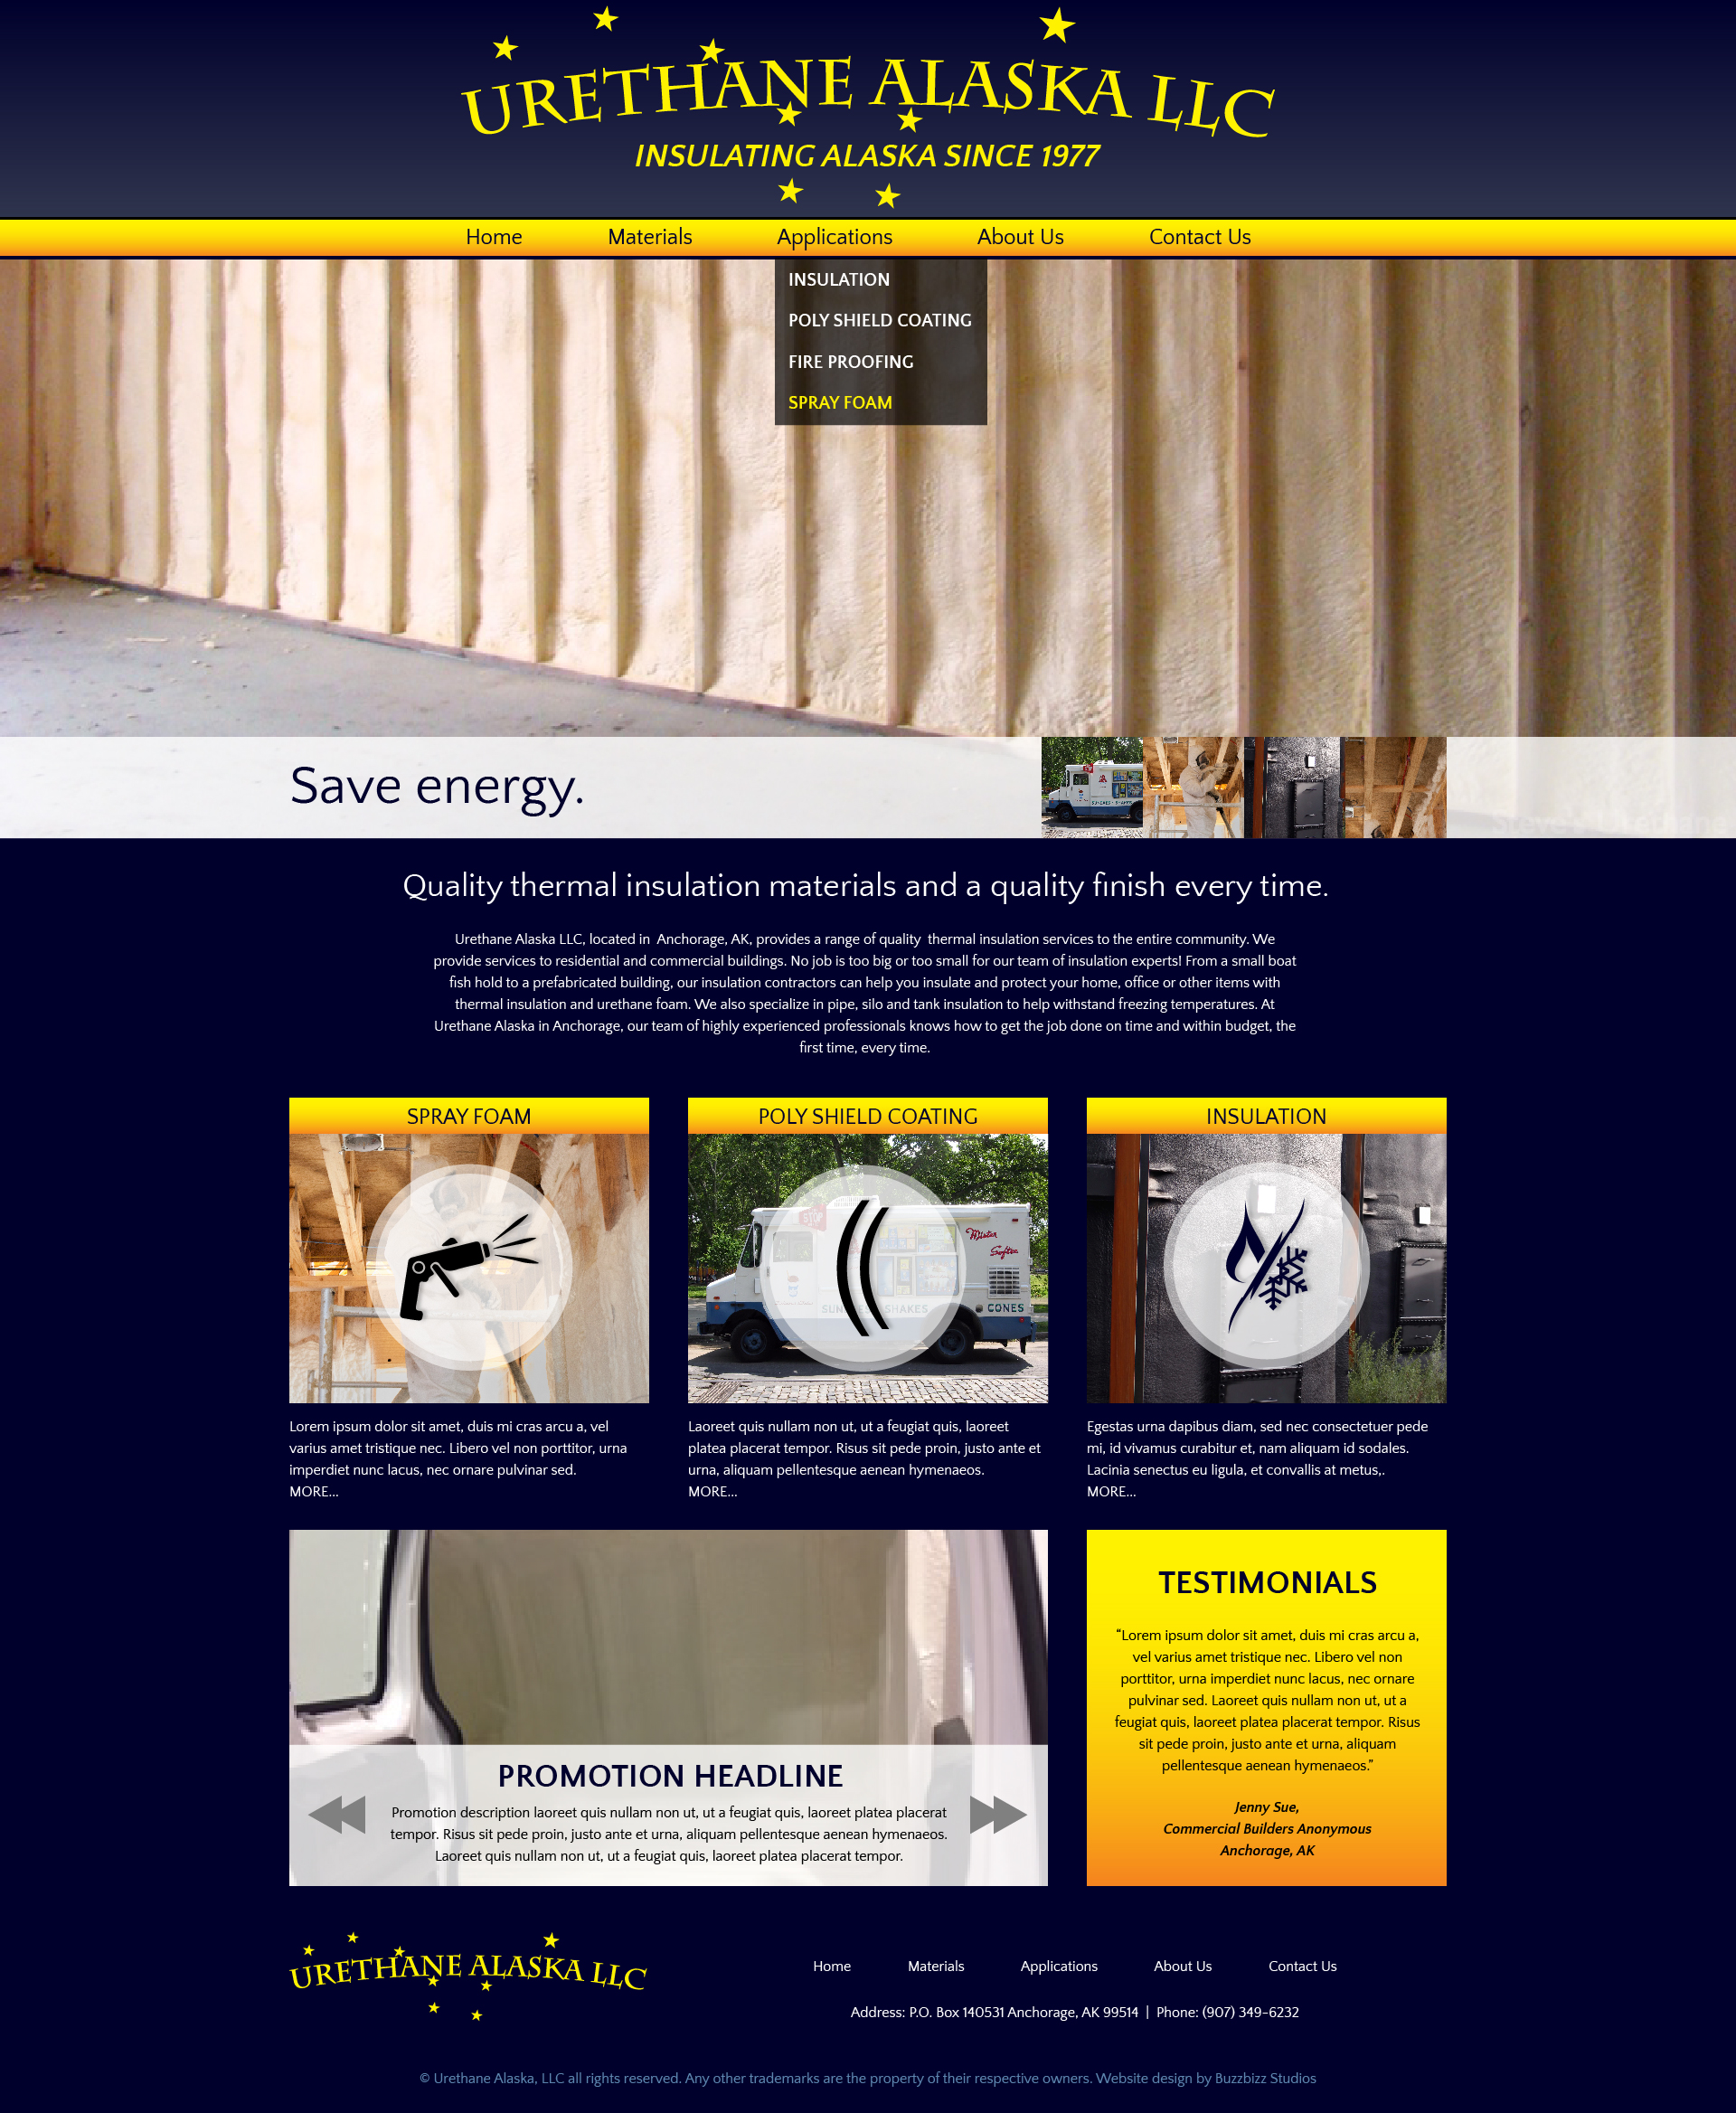 URETHANE ALASKA LLC
INSULATING ALASKA SINCE 1977
Home Materials Applications About Us Contact Us
INSULATION
POLY SHIELD COATING
FIRE PROOFING
SPRAY FOAM
Save energy.
Quality thermal insulation materials and a quality finish every time.
Urethane Alaska LLC, located in Anchorage, AK, provides a range of quality thermal insulation services to the entire community. We
provide services to residential and commercial buildings. No job is too big or too small for our team of insulation experts! From a small boat
fish hold to a prefabricated building, our insulation contractors can help you insulate and protect your home, office or other items with
thermal insulation and urethane foam. We also specialize in pipe, silo and tank insulation to help withstand freezing temperatures. At
Urethane Alaska in Anchorage, our team of highly experienced professionals knows how to get the job done on time and within budget, the
first time, every time.
SPRAY FOAM
POLY SHIELD COATING
STOP
Mister
Softee
SHAKES
CONES
INSULATION
Lorem ipsum dolor sit amet, duis mi cras arcu a, vel
varius amet tristique nec. Libero vel non porttitor, urna
imperdiet nunc lacus, nec ornare pulvinar sed.
MORE...
Laoreet quis nullam non ut, ut a feugiat quis, laoreet
platea placerat tempor. Risus sit pede proin, justo ante et
urna, aliquam pellentesque aenean hymenaeos.
MORE...
Egestas urna dapibus diam, sed nec consectetuer pede
mi, id vivamus curabitur et, nam aliquam id sodales.
Lacinia senectus eu ligula, et convallis at metus,.
MORE...
PROMOTION HEADLINE
Promotion description laoreet quis nullam non ut, ut a feugiat quis, laoreet platea placerat
tempor. Risus sit pede proin, justo ante et urna, aliquam pellentesque aenean hymenaeos.
Laoreet quis nullam non ut, ut a feugiat quis, laoreet platea placerat tempor.
TESTIMONIALS
“Lorem ipsum dolor sit amet, duis mi cras arcu a,
vel varius amet tristique nec. Libero vel non
porttitor, urna imperdiet nunc lacus, nec ornare
pulvinar sed. Laoreet quis nullam non ut, ut a
feugiat quis, laoreet platea placerat tempor. Risus
sit pede proin, justo ante et urna, aliquam
pellentesque aenean hymenaeos.”
Jenny Sue,
Commercial Builders Anonymous
Anchorage, AK
URETHANE ALASKA LLC
Home Materials Applications About Us Contact Us
Address: P.O. Box 140531 Anchorage, AK 99514 | Phone: (907) 349-6232
© Urethane Alaska, LLC all rights reserved. Any other trademarks are the property of their respective owners. Website design by Buzzbizz Studios